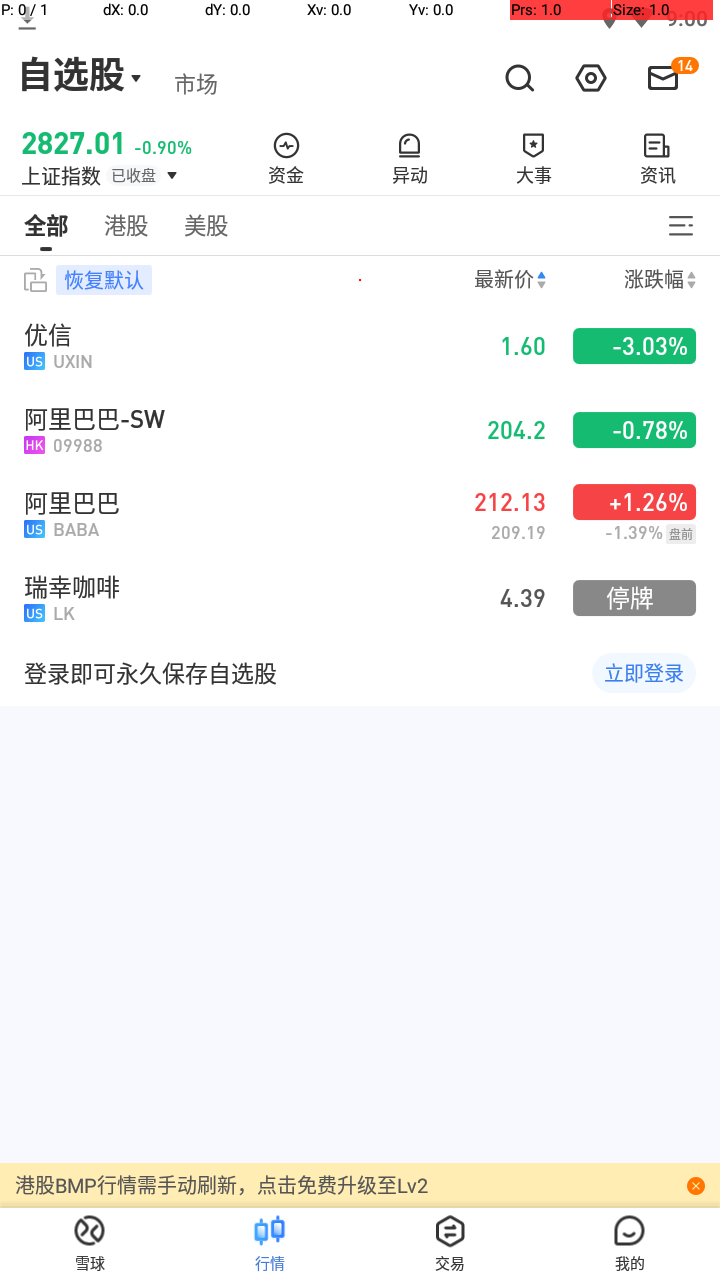 P: 0 / 1 dX: 0.0 dY: 0.0 Xv: 0.0 Yv: 0.0 Prs: 1.0 Size: 1.0
9:00
自选股 市场 14
2827.01 -0.90%
上证指数 已收盘 资金 异动 大事 资讯
全部 港股 美股
恢复默认 最新价 涨跌幅
优信
US UXIN 1.60 -3.03%
阿里巴巴-SW
HK 09988 204.2 -0.78%
阿里巴巴 212.13 +1.26%
US BABA 209.19 -1.39% 盘前
瑞幸咖啡
US LK 4.39 停牌
登录即可永久保存自选股 立即登录
港股BMP行情需手动刷新，点击免费升级至Lv2
雪球 行情 交易 我的